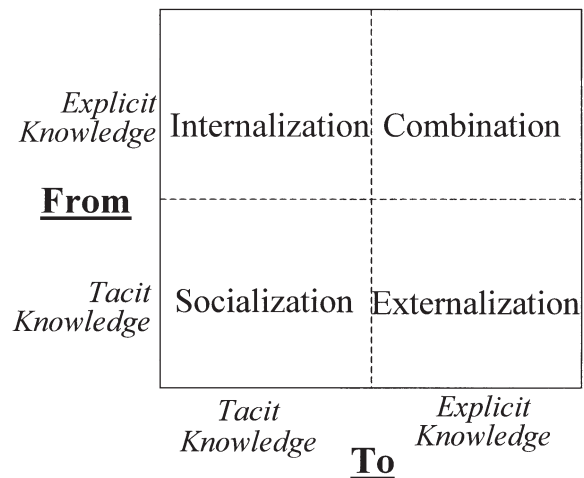 Explicit
Knowledge
Internalization
Combination
From
Tacit
Knowledge
Socialization
Externalization
Tacit
Knowledge
Explicit
Knowledge
To